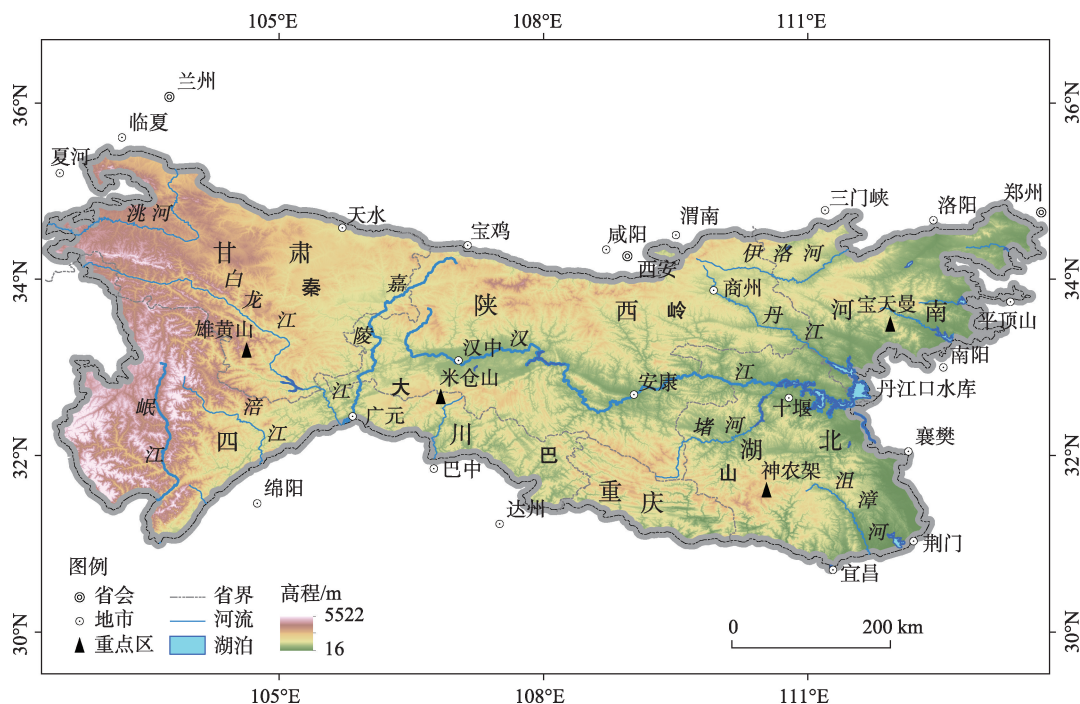 105°E
108°E
111°E
36°N
36°N
兰州
临夏
夏河
郑州
三门峡
洛阳
渭南
洮河
天水
宝鸡
咸阳
西安
伊洛河
甘肃
34°N
34°N
白龙江
秦
嘉陵江
陕西
岭
商州
丹江
河南
宝天曼
平顶山
雄黄山
汉中
汉江
南阳
米仓山
大
安康
丹江口水库
岷江
涪江
广元
十堰
堵河
四川
湖北
襄樊
32°N
32°N
巴中
巴
山
神农架
沮漳河
绵阳
达州
重庆
荆门
宜昌
图例
省会
省界
高程/m
地市
河流
5522
重点区
湖泊
16
0
200 km
30°N
30°N
105°E
108°E
111°E